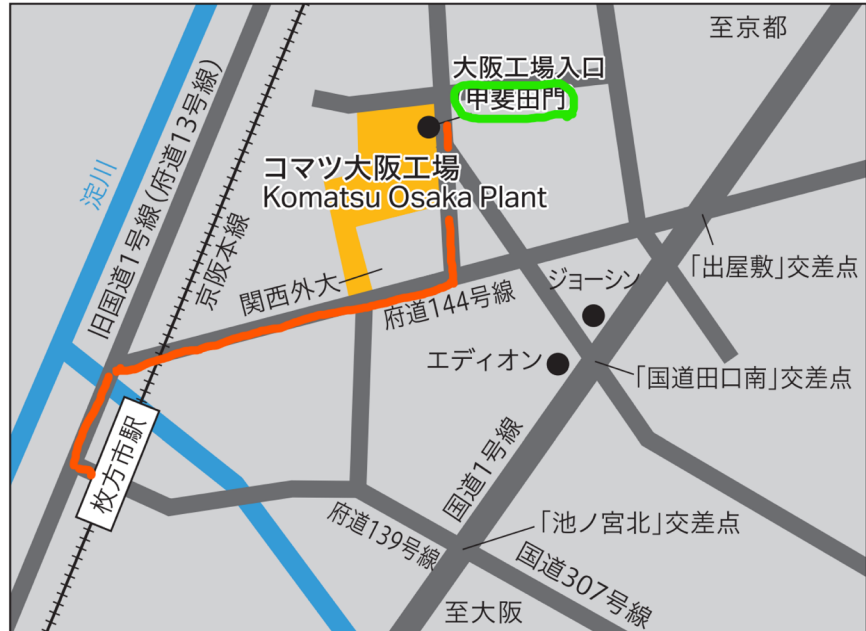 至京都
大阪工場入口
甲斐田門
コマツ大阪工場
Komatsu Osaka Plant
淀川
旧国道1号線(府道13号線)
京阪本線
関西外大
府道144号線
「出屋敷」交差点
ジョーシン
エディオン
「国道田口南」交差点
枚方市駅
国道1号線
府道139号線
「池ノ宮北」交差点
国道307号線
至大阪